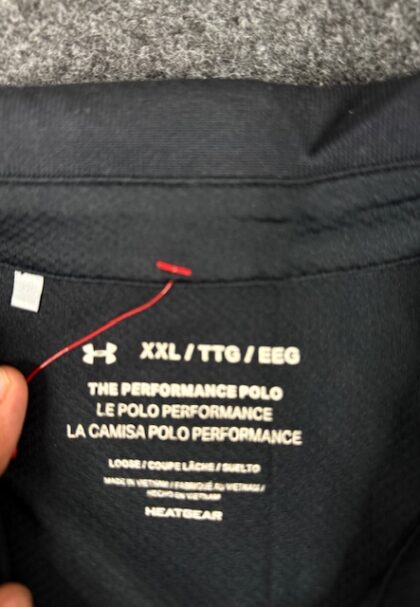 XXL / TTG / EEG
THE PERFORMANCE POLO
LE POLO PERFORMANCE
LA CAMISA POLO PERFORMANCE
LOOSE / COUPE LÂCHE / SUELTO
MADE IN VIETNAM / FABRIQUÉ AU VIETNAM /
HECHO EN VIETNAM
HEATGEAR